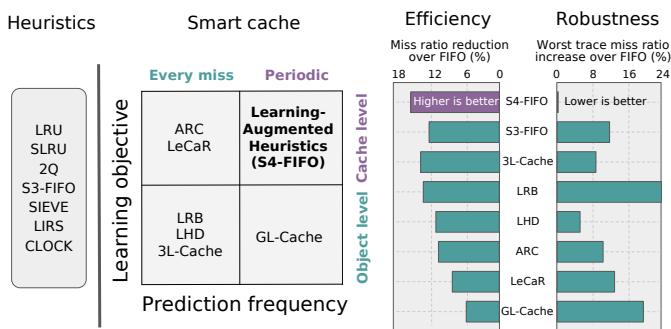 Heuristics
LRU
SLRU
2Q
S3-FIFO
SIEVE
LIRS
CLOCK
Smart cache
Every miss
Periodic
Learning objective
ARC
LeCaR
Learning-
Augmented
Heuristics
(S4-FIFO)
LRB
LHD
3L-Cache
GL-Cache
Cache level
Object level
Prediction frequency
Efficiency
Miss ratio reduction
over FIFO (%)
18 12 6 0
Robustness
Worst trace miss ratio
increase over FIFO (%)
0 8 16 24
Higher is better
S4-FIFO
Lower is better
S3-FIFO
3L-Cache
LRB
LHD
ARC
LeCaR
GL-Cache